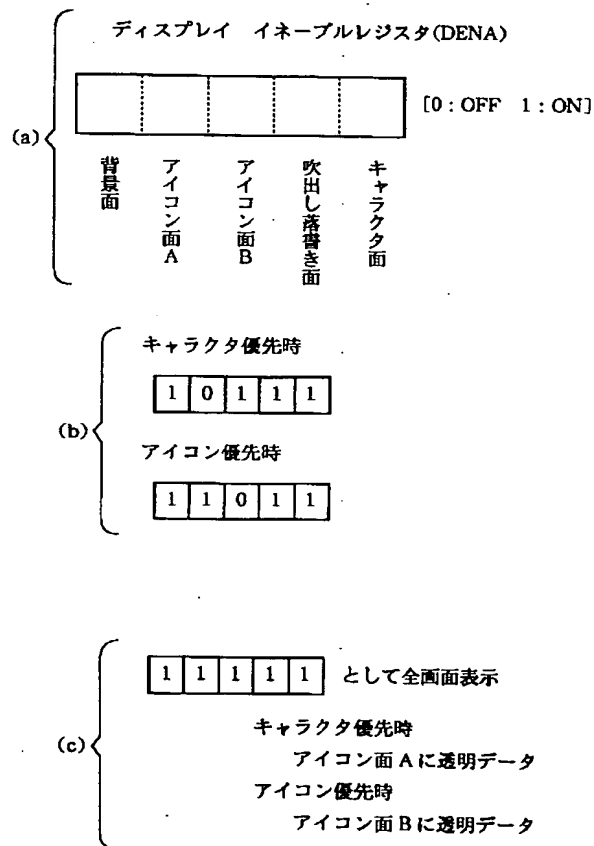 ディスプレイ イネーブルレジスタ(DENA)
[0：OFF 1：ON]
(a)
背景面
アイコン面A
アイコン面B
吹出し落書き面
キャラクタ面
キャラクタ優先時
1 0 1 1 1
(b)
アイコン優先時
1 1 0 1 1
1 1 1 1 1 として全画面表示
キャラクタ優先時
(c)
アイコン面Aに透明データ
アイコン優先時
アイコン面Bに透明データ